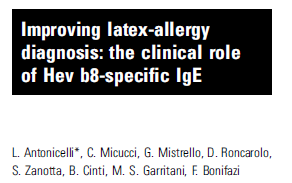 Improving latex-allergy
diagnosis: the clinical role
of Hev b8-specific IgE
L. Antonicelli*, C. Micucci, G. Mistrello, D. Roncarolo,
S. Zanotta, B. Cinti, M. S. Garritani, F. Bonifazi